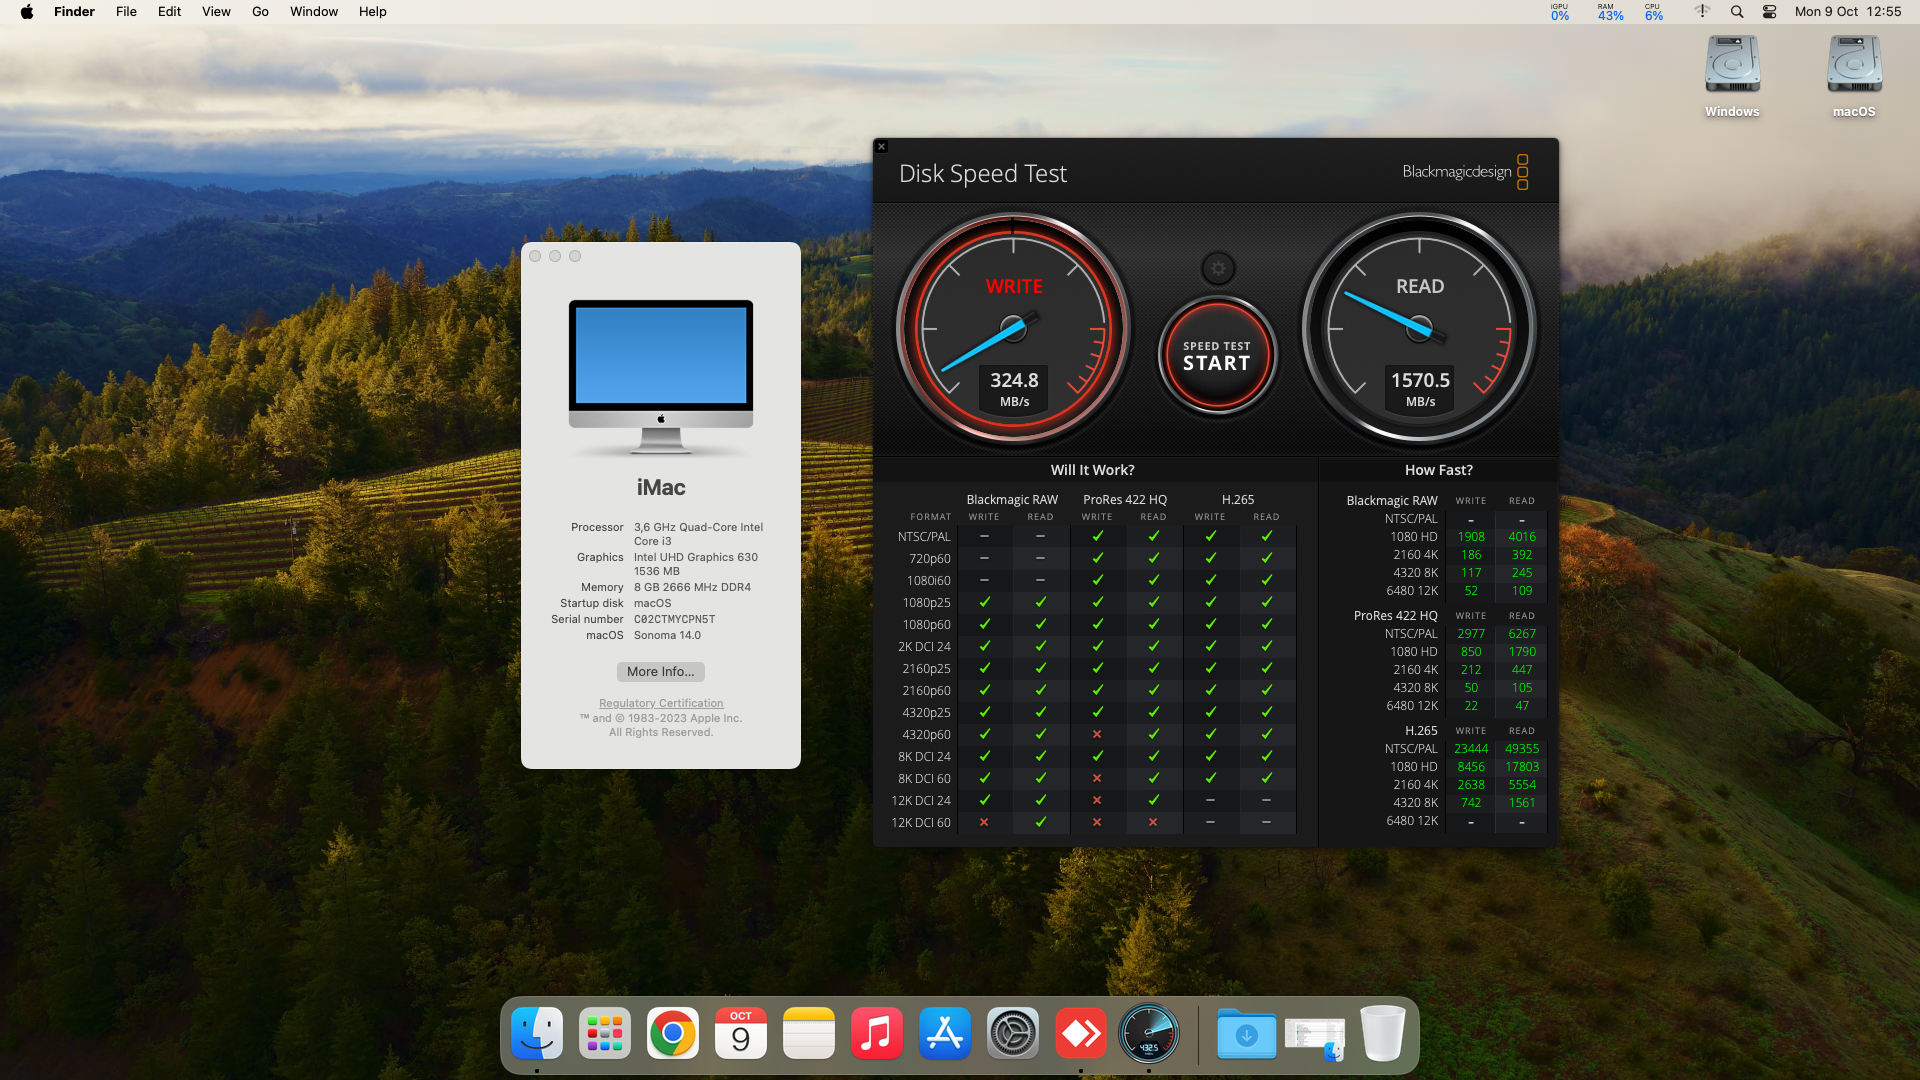 Finder File Edit View Go Window Help
iGPU 0% RAM 43% CPU 6% Mon 9 Oct 12:55
Windows macOS
Disk Speed Test
Blackmagicdesign
WRITE
324.8
MB/s
SPEED TEST
START
READ
1570.5
MB/s
iMac
Processor 3,6 GHz Quad-Core Intel
Core i3
Graphics Intel UHD Graphics 630
1536 MB
Memory 8 GB 2666 MHz DDR4
Startup disk macOS
Serial number C02CTMYCPN5T
macOS Sonoma 14.0
More Info...
Regulatory Certification
™ and © 1983-2023 Apple Inc.
All Rights Reserved.
Will It Work?
Blackmagic RAW ProRes 422 HQ H.265
FORMAT WRITE READ WRITE READ WRITE READ
NTSC/PAL – – ✓ ✓ ✓ ✓
720p60 – – ✓ ✓ ✓ ✓
1080i60 – – ✓ ✓ ✓ ✓
1080p25 ✓ ✓ ✓ ✓ ✓ ✓
1080p60 ✓ ✓ ✓ ✓ ✓ ✓
2K DCI 24 ✓ ✓ ✓ ✓ ✓ ✓
2160p25 ✓ ✓ ✓ ✓ ✓ ✓
2160p60 ✓ ✓ ✓ ✓ ✓ ✓
4320p25 ✓ ✓ ✓ ✓ ✓ ✓
4320p60 ✓ ✓ × ✓ ✓ ✓
8K DCI 24 ✓ ✓ ✓ ✓ ✓ ✓
8K DCI 60 ✓ ✓ × ✓ ✓ ✓
12K DCI 24 ✓ ✓ × ✓ – –
12K DCI 60 × ✓ × × – –
How Fast?
Blackmagic RAW WRITE READ
NTSC/PAL - -
1080 HD 1908 4016
2160 4K 186 392
4320 8K 117 245
6480 12K 52 109
ProRes 422 HQ WRITE READ
NTSC/PAL 2977 6267
1080 HD 850 1790
2160 4K 212 447
4320 8K 50 105
6480 12K 22 47
H.265 WRITE READ
NTSC/PAL 23444 49355
1080 HD 8456 17803
2160 4K 2638 5554
4320 8K 742 1561
6480 12K - -
OCT
9
432.5